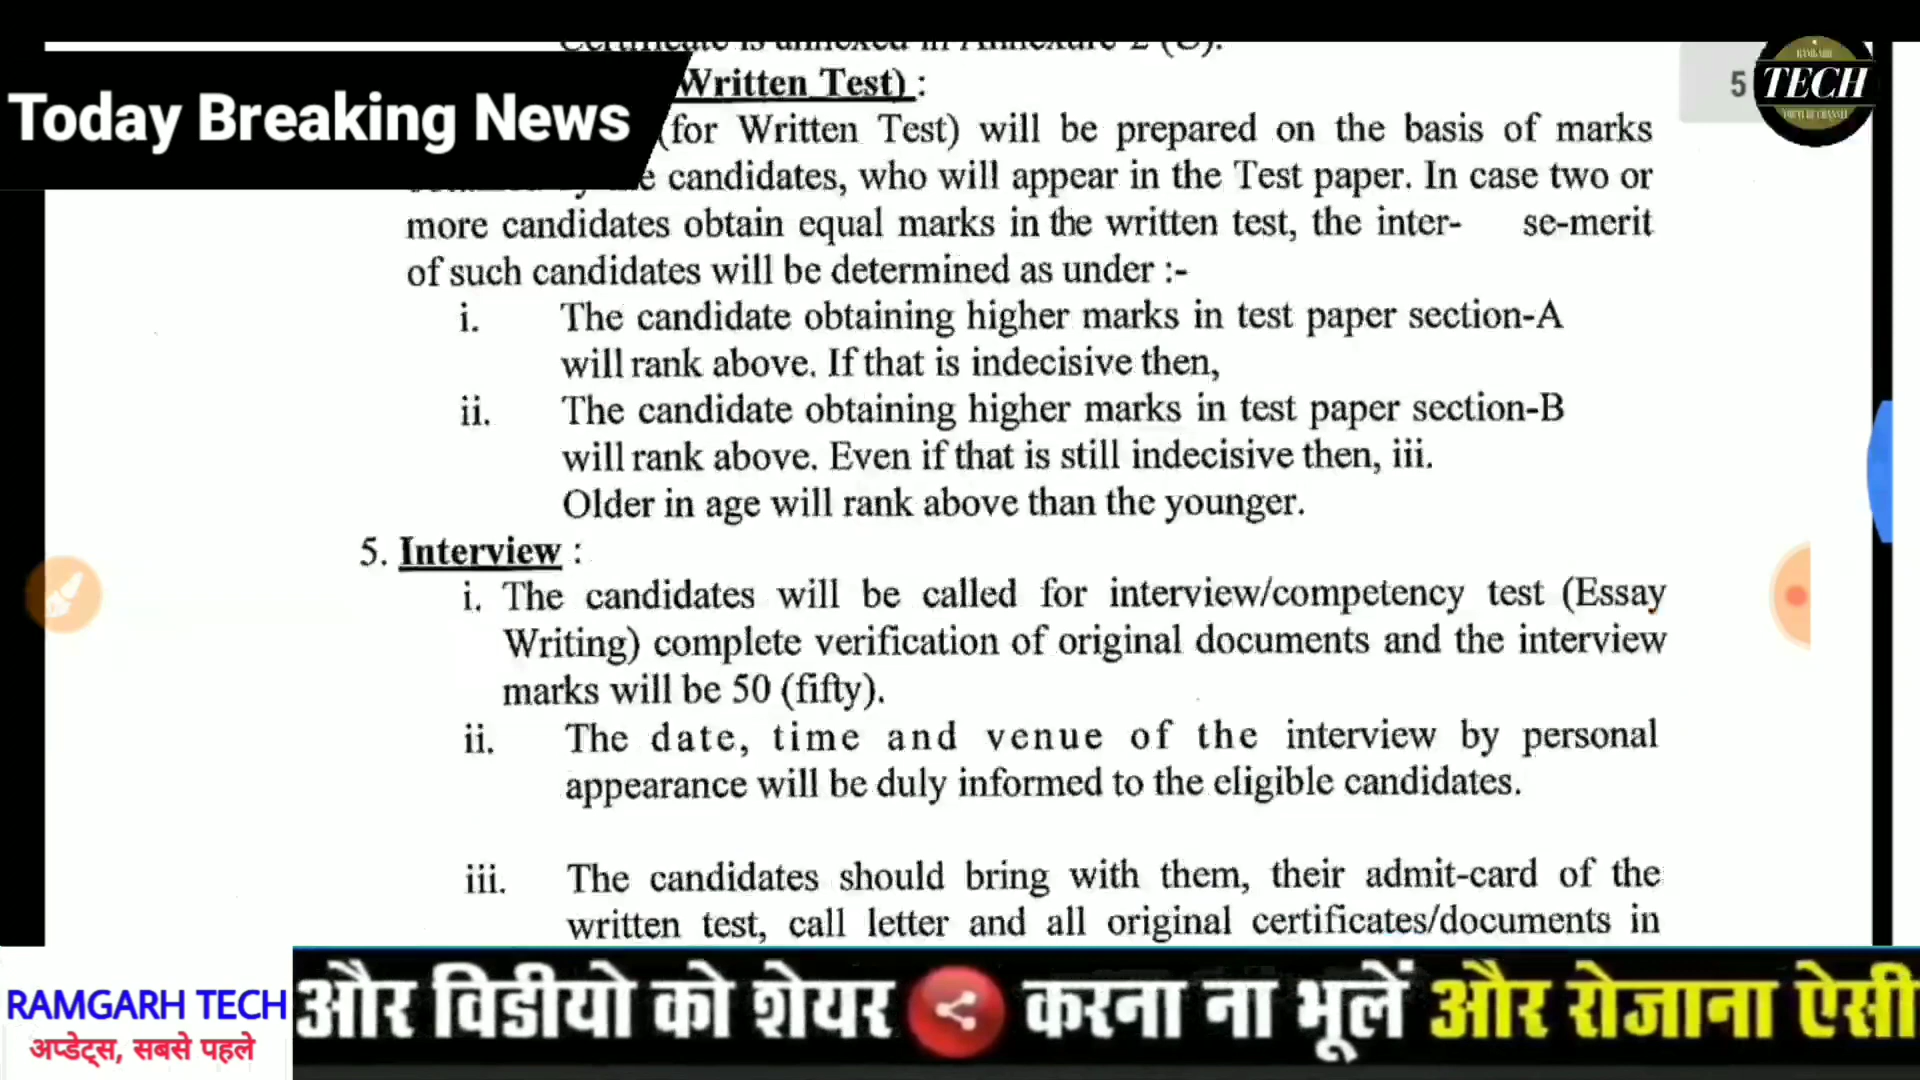 Certificate is annexed in Annexure 2 (C).
Today Breaking News
Written Test) :
5
RAMGARH
TECH
YOUTUBE CHANNEL
(for Written Test) will be prepared on the basis of marks
candidates, who will appear in the Test paper. In case two or
more candidates obtain equal marks in the written test, the inter- se-merit
of such candidates will be determined as under :-
i. The candidate obtaining higher marks in test paper section-A
will rank above. If that is indecisive then,
ii. The candidate obtaining higher marks in test paper section-B
will rank above. Even if that is still indecisive then, iii.
Older in age will rank above than the younger.
5. Interview :
i. The candidates will be called for interview/competency test (Essay
Writing) complete verification of original documents and the interview
marks will be 50 (fifty).
ii. The date, time and venue of the interview by personal
appearance will be duly informed to the eligible candidates.
iii. The candidates should bring with them, their admit-card of the
written test, call letter and all original certificates/documents in
RAMGARH TECH
अप्डेट्स, सबसे पहले
और विडीयो को शेयर करना ना भूलें और रोजाना ऐसी